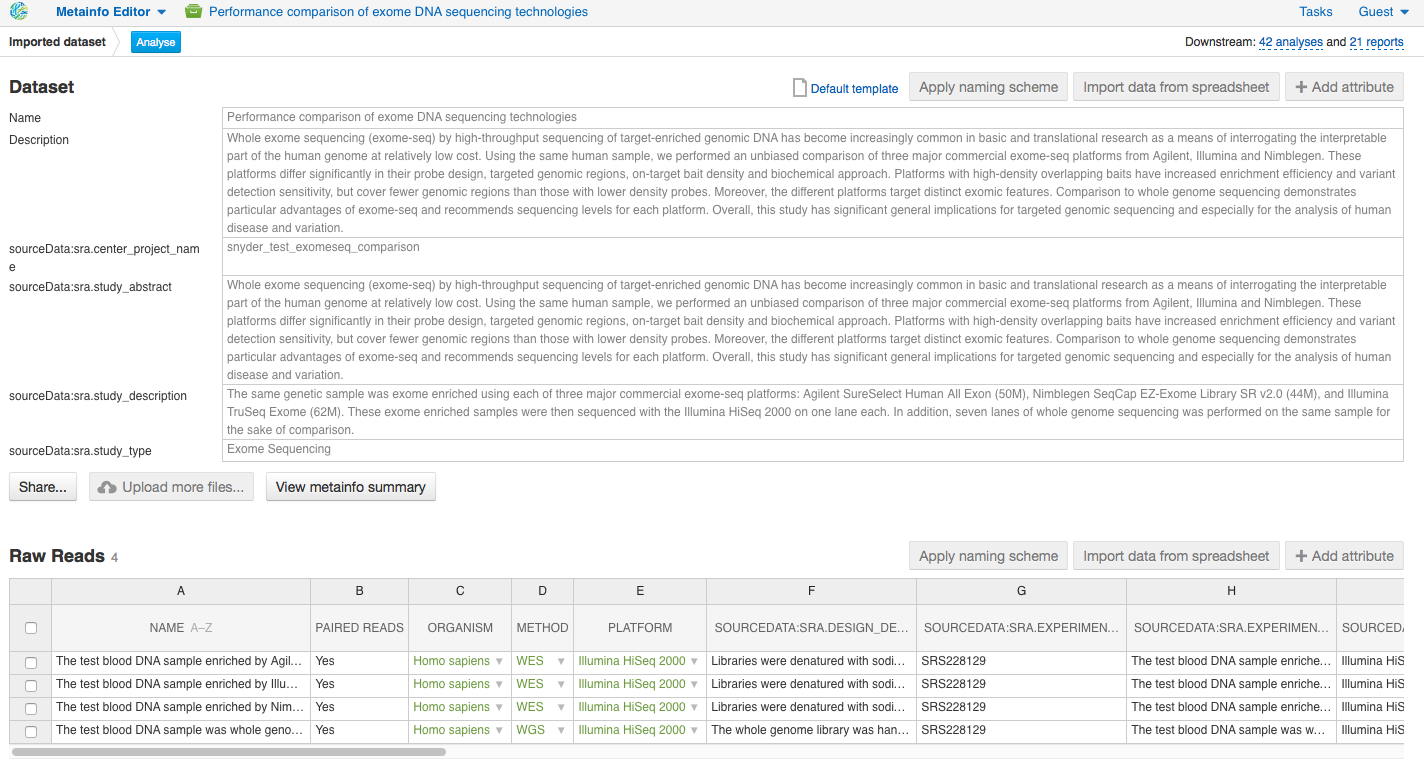 Metainfo Editor Performance comparison of exome DNA sequencing technologies Tasks Guest
Imported dataset Analyse Downstream: 42 analyses and 21 reports
Dataset Default template Apply naming scheme Import data from spreadsheet + Add attribute
Name Performance comparison of exome DNA sequencing technologies
Description Whole exome sequencing (exome-seq) by high-throughput sequencing of target-enriched genomic DNA has become increasingly common in basic and translational research as a means of interrogating the interpretable
part of the human genome at relatively low cost. Using the same human sample, we performed an unbiased comparison of three major commercial exome-seq platforms from Agilent, Illumina and Nimblegen. These
platforms differ significantly in their probe design, targeted genomic regions, on-target bait density and biochemical approach. Platforms with high-density overlapping baits have increased enrichment efficiency and variant
detection sensitivity, but cover fewer genomic regions than those with lower density probes. Moreover, the different platforms target distinct exomic features. Comparison to whole genome sequencing demonstrates
particular advantages of exome-seq and recommends sequencing levels for each platform. Overall, this study has significant general implications for targeted genomic sequencing and especially for the analysis of human
disease and variation.
sourceData:sra.center_project_nam snyder_test_exomeseq_comparison
e
sourceData:sra.study_abstract Whole exome sequencing (exome-seq) by high-throughput sequencing of target-enriched genomic DNA has become increasingly common in basic and translational research as a means of interrogating the interpretable
part of the human genome at relatively low cost. Using the same human sample, we performed an unbiased comparison of three major commercial exome-seq platforms from Agilent, Illumina and Nimblegen. These
platforms differ significantly in their probe design, targeted genomic regions, on-target bait density and biochemical approach. Platforms with high-density overlapping baits have increased enrichment efficiency and variant
detection sensitivity, but cover fewer genomic regions than those with lower density probes. Moreover, the different platforms target distinct exomic features. Comparison to whole genome sequencing demonstrates
particular advantages of exome-seq and recommends sequencing levels for each platform. Overall, this study has significant general implications for targeted genomic sequencing and especially for the analysis of human
disease and variation.
sourceData:sra.study_description The same genetic sample was exome enriched using each of three major commercial exome-seq platforms: Agilent SureSelect Human All Exon (50M), Nimblegen SeqCap EZ-Exome Library SR v2.0 (44M), and Illumina
TruSeq Exome (62M). These exome enriched samples were then sequenced with the Illumina HiSeq 2000 on one lane each. In addition, seven lanes of whole genome sequencing was performed on the same sample for
the sake of comparison.
sourceData:sra.study_type Exome Sequencing
Share... Upload more files... View metainfo summary
Raw Reads 4 Apply naming scheme Import data from spreadsheet + Add attribute
A B C D E F G H
NAME A–Z PAIRED READS ORGANISM METHOD PLATFORM SOURCEDATA:SRA.DESIGN_DE... SOURCEDATA:SRA.EXPERIMEN... SOURCEDATA:SRA.EXPERIMEN... SOURCEDA
The test blood DNA sample enriched by Agil... Yes Homo sapiens WES Illumina HiSeq 2000 Libraries were denatured with sodi... SRS228129 The test blood DNA sample enriche... Illumina HiS
The test blood DNA sample enriched by Illu... Yes Homo sapiens WES Illumina HiSeq 2000 Libraries were denatured with sodi... SRS228129 The test blood DNA sample enriche... Illumina HiS
The test blood DNA sample enriched by Nim... Yes Homo sapiens WES Illumina HiSeq 2000 Libraries were denatured with sodi... SRS228129 The test blood DNA sample enriche... Illumina HiS
The test blood DNA sample was whole geno... Yes Homo sapiens WGS Illumina HiSeq 2000 The whole genome library was han... SRS228129 The test blood DNA sample was w... Illumina HiS